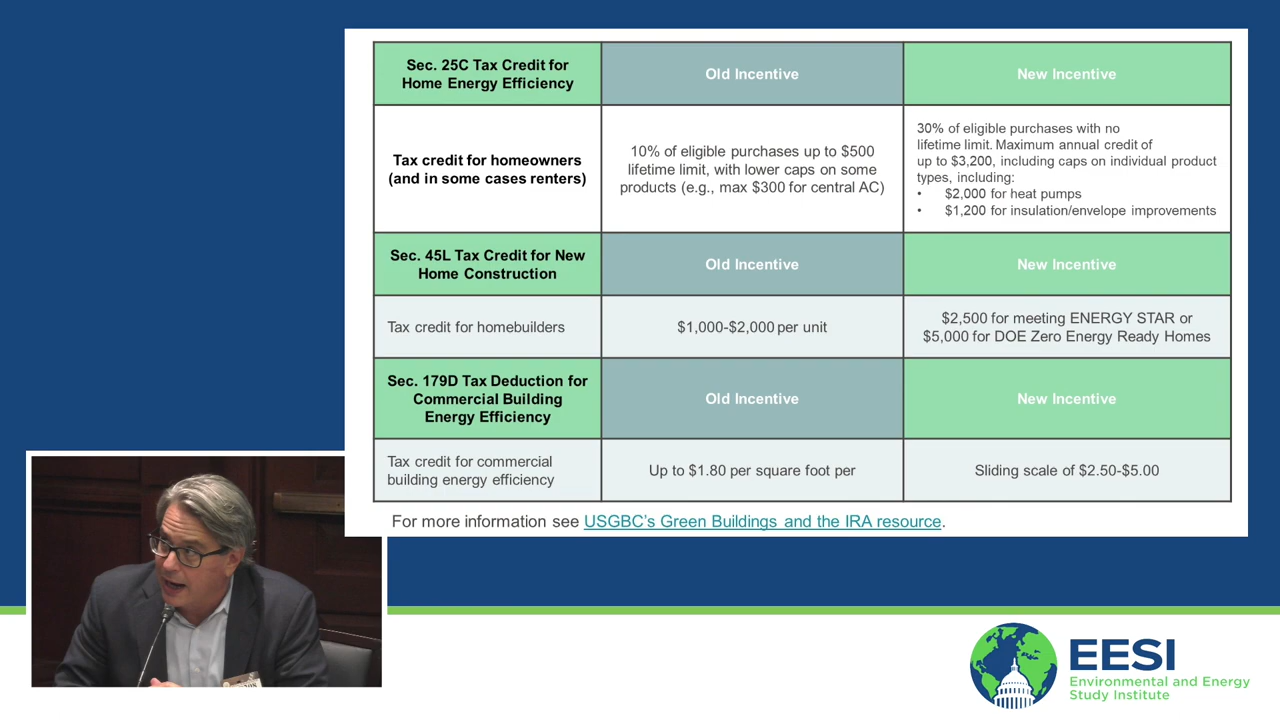 Sec. 25C Tax Credit for
Home Energy Efficiency
Old Incentive
New Incentive
Tax credit for homeowners
(and in some cases renters)
10% of eligible purchases up to $500
lifetime limit, with lower caps on some
products (e.g., max $300 for central AC)
30% of eligible purchases with no
lifetime limit. Maximum annual credit of
up to $3,200, including caps on individual product
types, including:
• $2,000 for heat pumps
• $1,200 for insulation/envelope improvements
Sec. 45L Tax Credit for New
Home Construction
Old Incentive
New Incentive
Tax credit for homebuilders
$1,000-$2,000 per unit
$2,500 for meeting ENERGY STAR or
$5,000 for DOE Zero Energy Ready Homes
Sec. 179D Tax Deduction for
Commercial Building
Energy Efficiency
Old Incentive
New Incentive
Tax credit for commercial
building energy efficiency
Up to $1.80 per square foot per
Sliding scale of $2.50-$5.00
For more information see USGBC's Green Buildings and the IRA resource.
EESI
Environmental and Energy
Study Institute